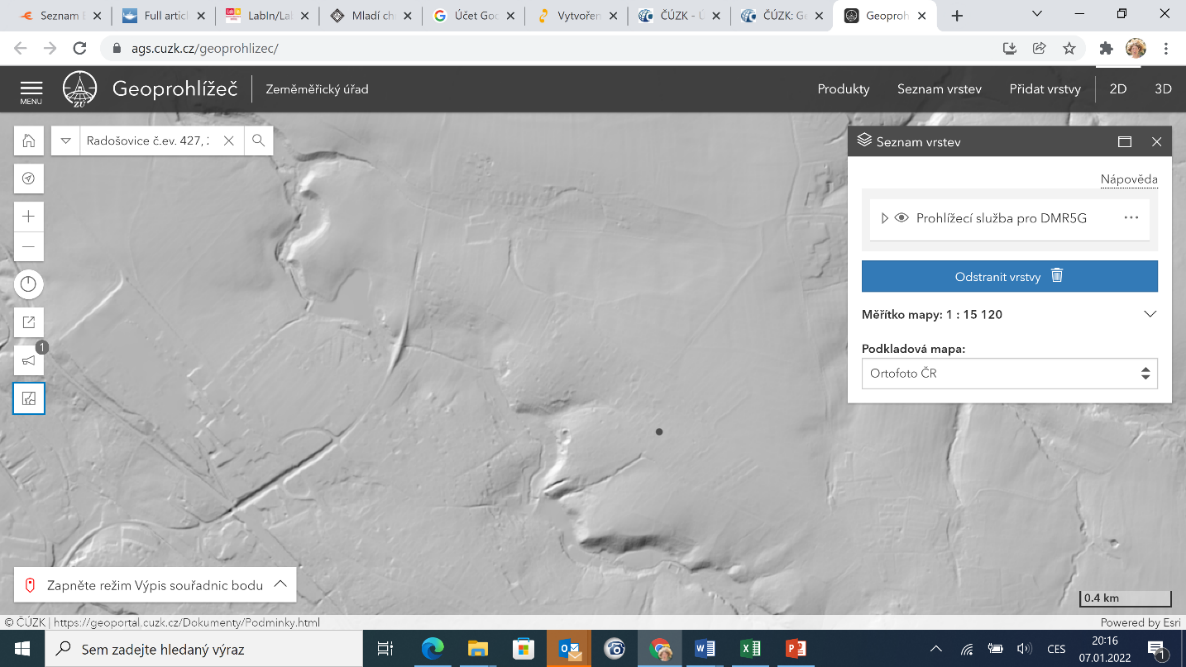 Seznam
Full artic
LabIn/La
Mladí ch
Účet Goo
Vytvořen
ČÚZK - Ú
ČÚZK: Ge
Geoproh
ags.cuzk.cz/geoprohlizec/
MENU
Geoprohlížeč
Zeměměřický úřad
Produkty
Seznam vrstev
Přidat vrstvy
2D
3D
Radošovice č.ev. 427,
Seznam vrstev
Nápověda
Prohlížecí služba pro DMR5G
Odstranit vrstvy
Měřítko mapy: 1 : 15 120
Podkladová mapa:
Ortofoto ČR
1
Zapněte režim Výpis souřadnic bodu
0.4 km
© ČÚZK | https://geoportal.cuzk.cz/Dokumenty/Podminky.html
Powered by Esri
Sem zadejte hledaný výraz
CES
20:16
07.01.2022
1